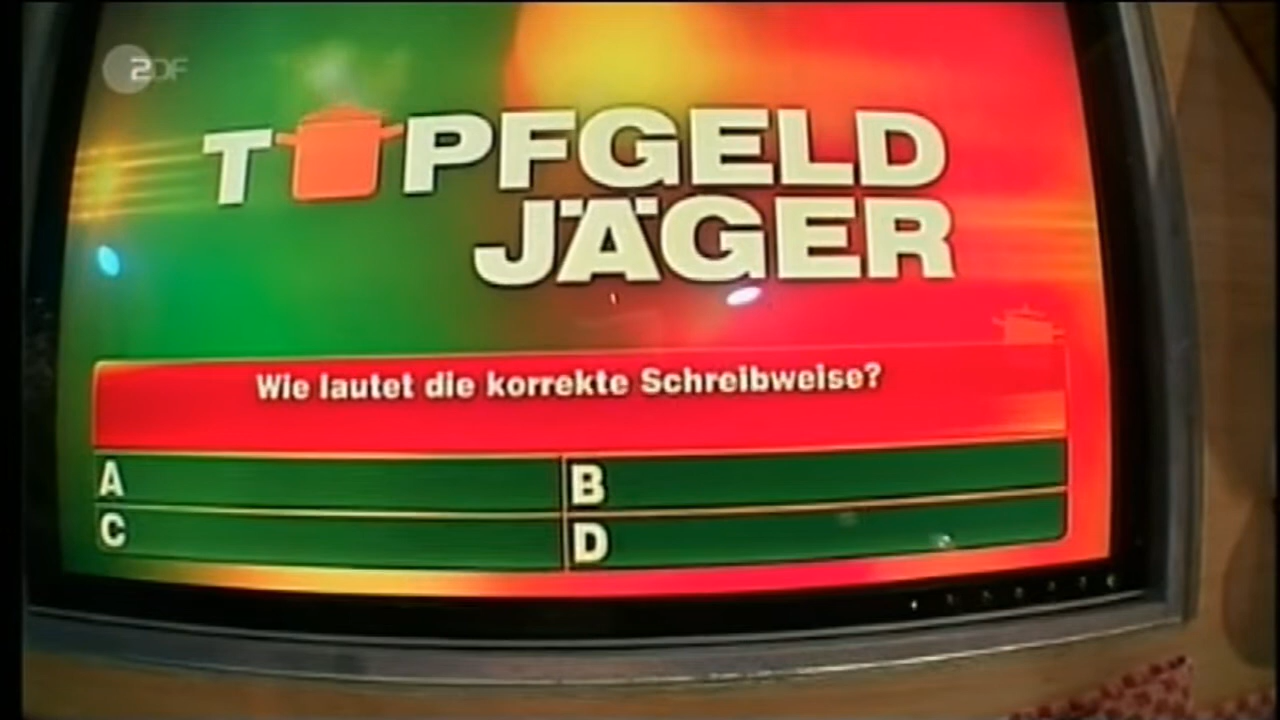 ZDF
TOPFGELD
JÄGER
Wie lautet die korrekte Schreibweise?
A
B
C
D